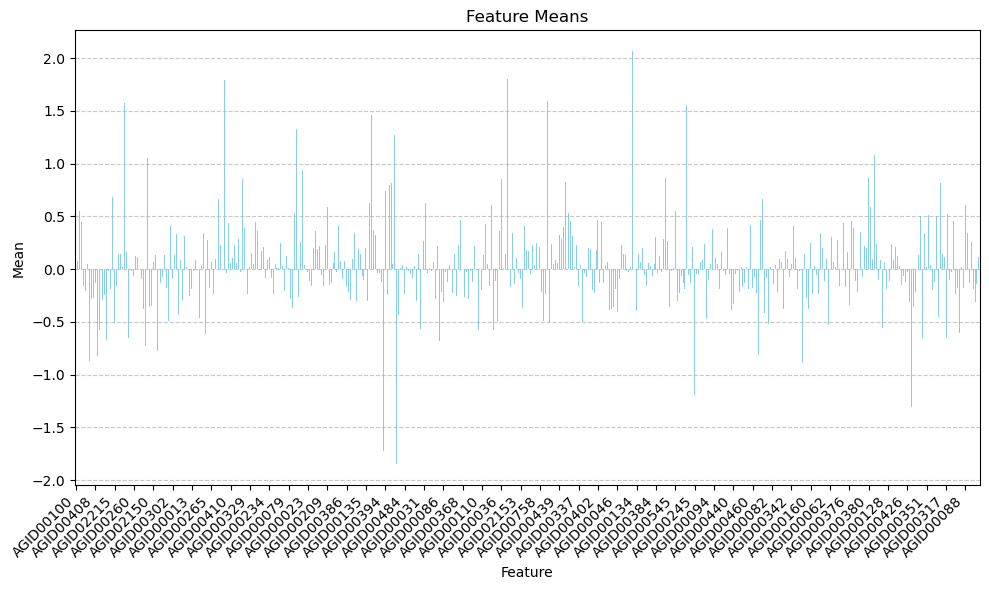 Feature Means
2.0
1.5
1.0
0.5
0.0
−0.5
−1.0
−1.5
−2.0
Mean
AGID00100
AGID00408
AGID02215
AGID00260
AGID02150
AGID00302
AGID00013
AGID00265
AGID00410
AGID00329
AGID00234
AGID00079
AGID00223
AGID00209
AGID00386
AGID00135
AGID00394
AGID00484
AGID00031
AGID00086
AGID00368
AGID00110
AGID00036
AGID02153
AGID00758
AGID00439
AGID00337
AGID00402
AGID00046
AGID00134
AGID00384
AGID00545
AGID00245
AGID00094
AGID00440
AGID00460
AGID00082
AGID00342
AGID00160
AGID00062
AGID00376
AGID00380
AGID00128
AGID00426
AGID00351
AGID00317
AGID00088
Feature